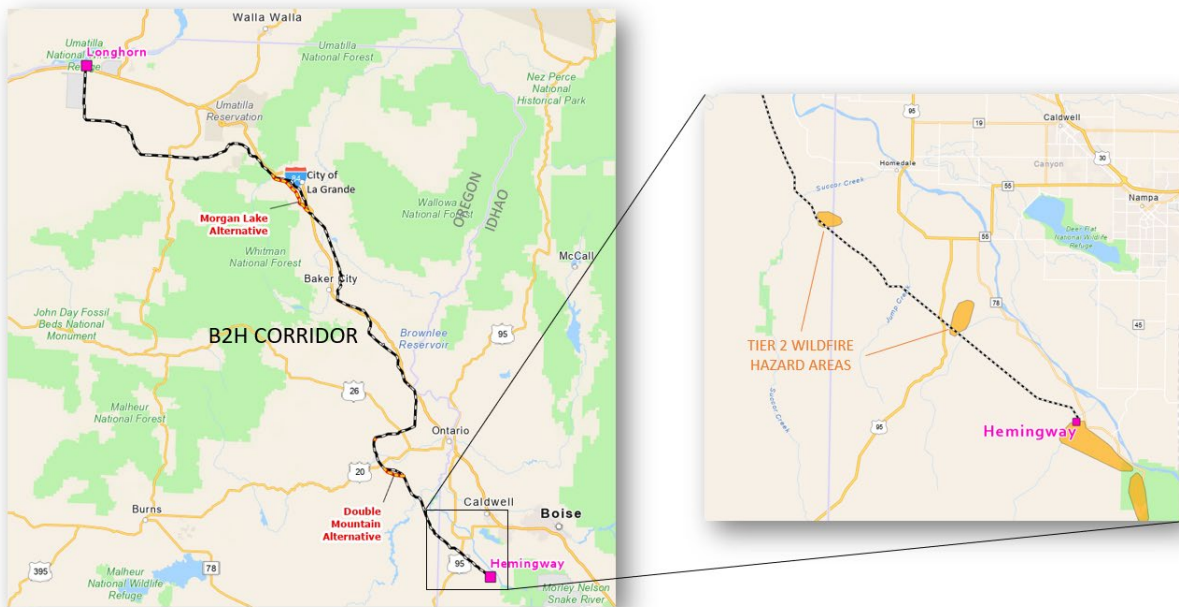 Walla Walla
Umatilla
National Wildlife
Refuge
Longhorn
Umatilla
National Forest
Nez Perce
National
Historical Park
Umatilla
Reservation
84
City of
La Grande
Morgan Lake
Alternative
Wallowa
National Forest
OREGON
IDHAO
Whitman
National Forest
McCall
Baker City
John Day Fossil
Beds National
Monument
B2H CORRIDOR
Brownlee
Reservoir
95
26
Malheur
National Forest
Ontario
20
Double
Mountain
Alternative
Caldwell
Burns
Boise
95
Hemingway
395
Malheur
National Wildlife
Refuge
78
Morley Nelson
Snake River
95
19
Caldwell
Canyon
30
Homedale
Succor Creek
55
Nampa
Deer Flat
National Wildlife
Refuge
55
78
Jump Creek
45
TIER 2 WILDFIRE
HAZARD AREAS
Succor Creek
95
Hemingway